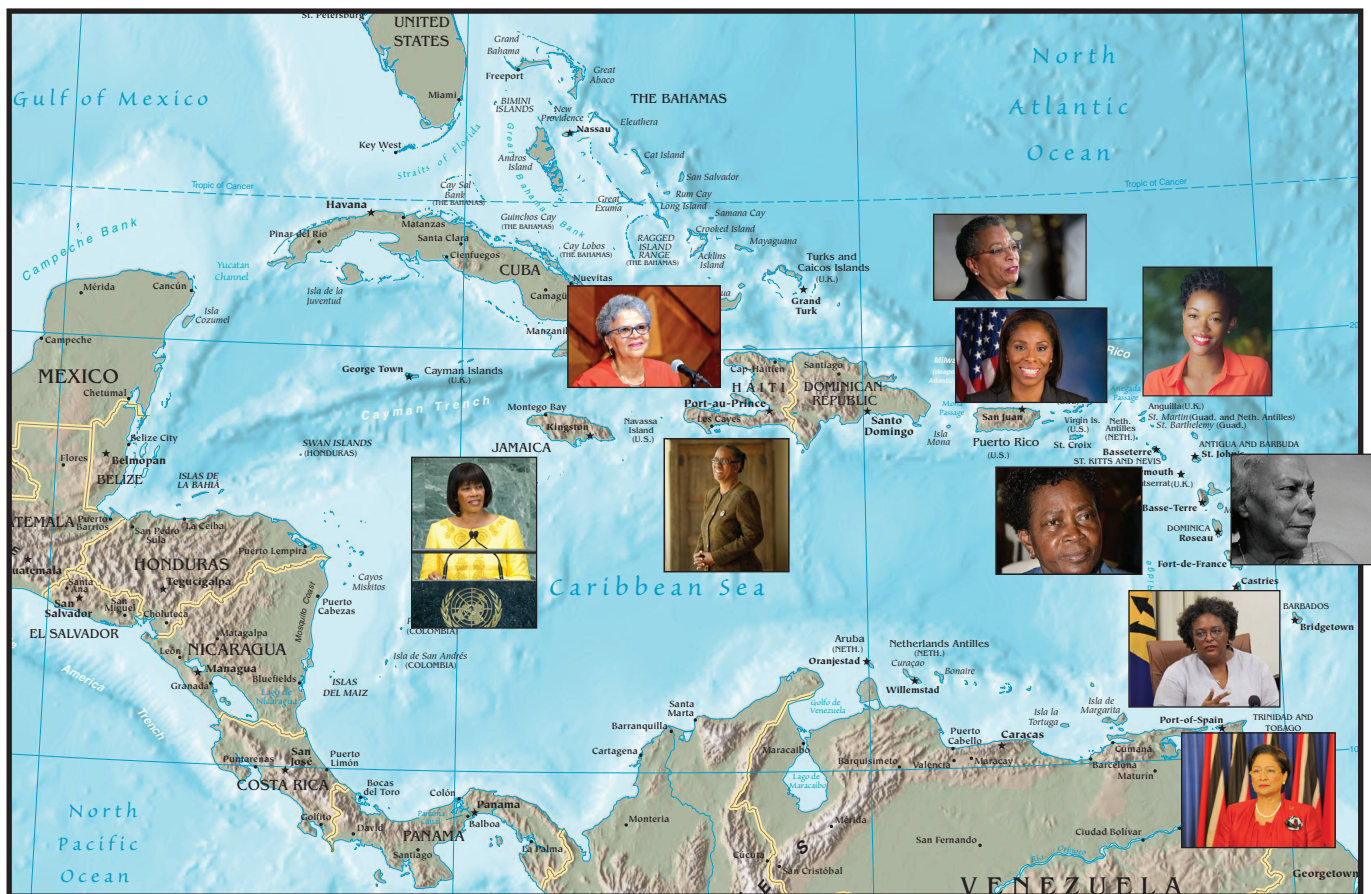 St. Petersburg
UNITED
STATES
Miami
Key West
Gulf of Mexico
Straits of Florida
Grand
Bahama
Freeport
Great
Abaco
BIMINI
ISLANDS
THE BAHAMAS
New
Providence
Nassau
Eleuthera
Andros
Island
Great Bahama Bank
Cat Island
San Salvador
Great
Exuma
Rum Cay
Long Island
Samana Cay
Crooked Island
Mayaguana
Acklins
Island
RAGGED
ISLAND
RANGE
(THE BAHAMAS)
North
Atlantic
Ocean
Tropic of Cancer
Tropic of Cancer
Cay Sal
Bank
(THE BAHAMAS)
Guinchos Cay
(THE BAHAMAS)
Cay Lobos
(THE BAHAMAS)
Turks and
Caicos Islands
(U.K.)
Grand
Turk
Havana
Matanzas
Pinar del Río
Santa Clara
Cienfuegos
CUBA
Nuevitas
Isla de la
Juventud
Campeche Bank
Yucatan
Channel
Mérida
Cancún
Isla
Cozumel
Campeche
MEXICO
Chetumal
Belize City
Belmopan
Flores
BELIZE
George Town
Cayman Islands
(U.K.)
Cayman Trench
Montego Bay
Kingston
JAMAICA
Navassa
Island
(U.S.)
SWAN ISLANDS
(HONDURAS)
ISLAS DE
LA BAHÍA
Cap-Haïtien
HAITI
Port-au-Prince
Les Cayes
Santiago
DOMINICAN
REPUBLIC
Santo
Domingo
Mona
Passage
Isla
Mona
San Juan
Puerto Rico
(U.S.)
Virgin Is.
(U.S.)
St. Croix
Anegada
Passage
Anguilla (U.K.)
St. Martin (Guad. and Neth. Antilles)
St. Barthelemy (Guad.)
Neth.
Antilles
(NETH.)
ANTIGUA AND BARBUDA
St. John's
Basseterre
ST. KITTS AND NEVIS
Basse-Terre
DOMINICA
Roseau
Fort-de-France
Castries
BARBADOS
Bridgetown
Caribbean Sea
Puerto
Barrios
San Pedro
Sula
La Ceiba
Puerto Lempira
HONDURAS
Tegucigalpa
Santa
Ana
San
Salvador
San
Miguel
EL SALVADOR
Choluteca
Cayos
Miskitos
Puerto
Cabezas
Mosquito Coast
(COLOMBIA)
Matagalpa
León
NICARAGUA
Managua
Granada
Bluefields
Lago de
Nicaragua
Isla de San Andrés
(COLOMBIA)
ISLAS
DEL MAIZ
America
Trench
Puntarenas
San
José
Puerto
Limón
COSTA RICA
Bocas
del Toro
Colón
Golfito
David
Panama
Balboa
PANAMA
Santiago
La Palma
North
Pacific
Ocean
Aruba
(NETH.)
Oranjestad
Netherlands Antilles
(NETH.)
Curaçao
Bonaire
Willemstad
Golfo de
Venezuela
Santa
Marta
Barranquilla
Cartagena
Maracaibo
Lago de
Maracaibo
Montería
Barquisimeto
Puerto
Cabello
Valencia
Caracas
Maracay
Isla la
Tortuga
Isla de
Margarita
Port-of-Spain
TRINIDAD AND
TOBAGO
Cumaná
Barcelona
Maturín
Mérida
Cúcuta
San Cristóbal
San Fernando
Ciudad Bolívar
VENEZUELA
Georgetown